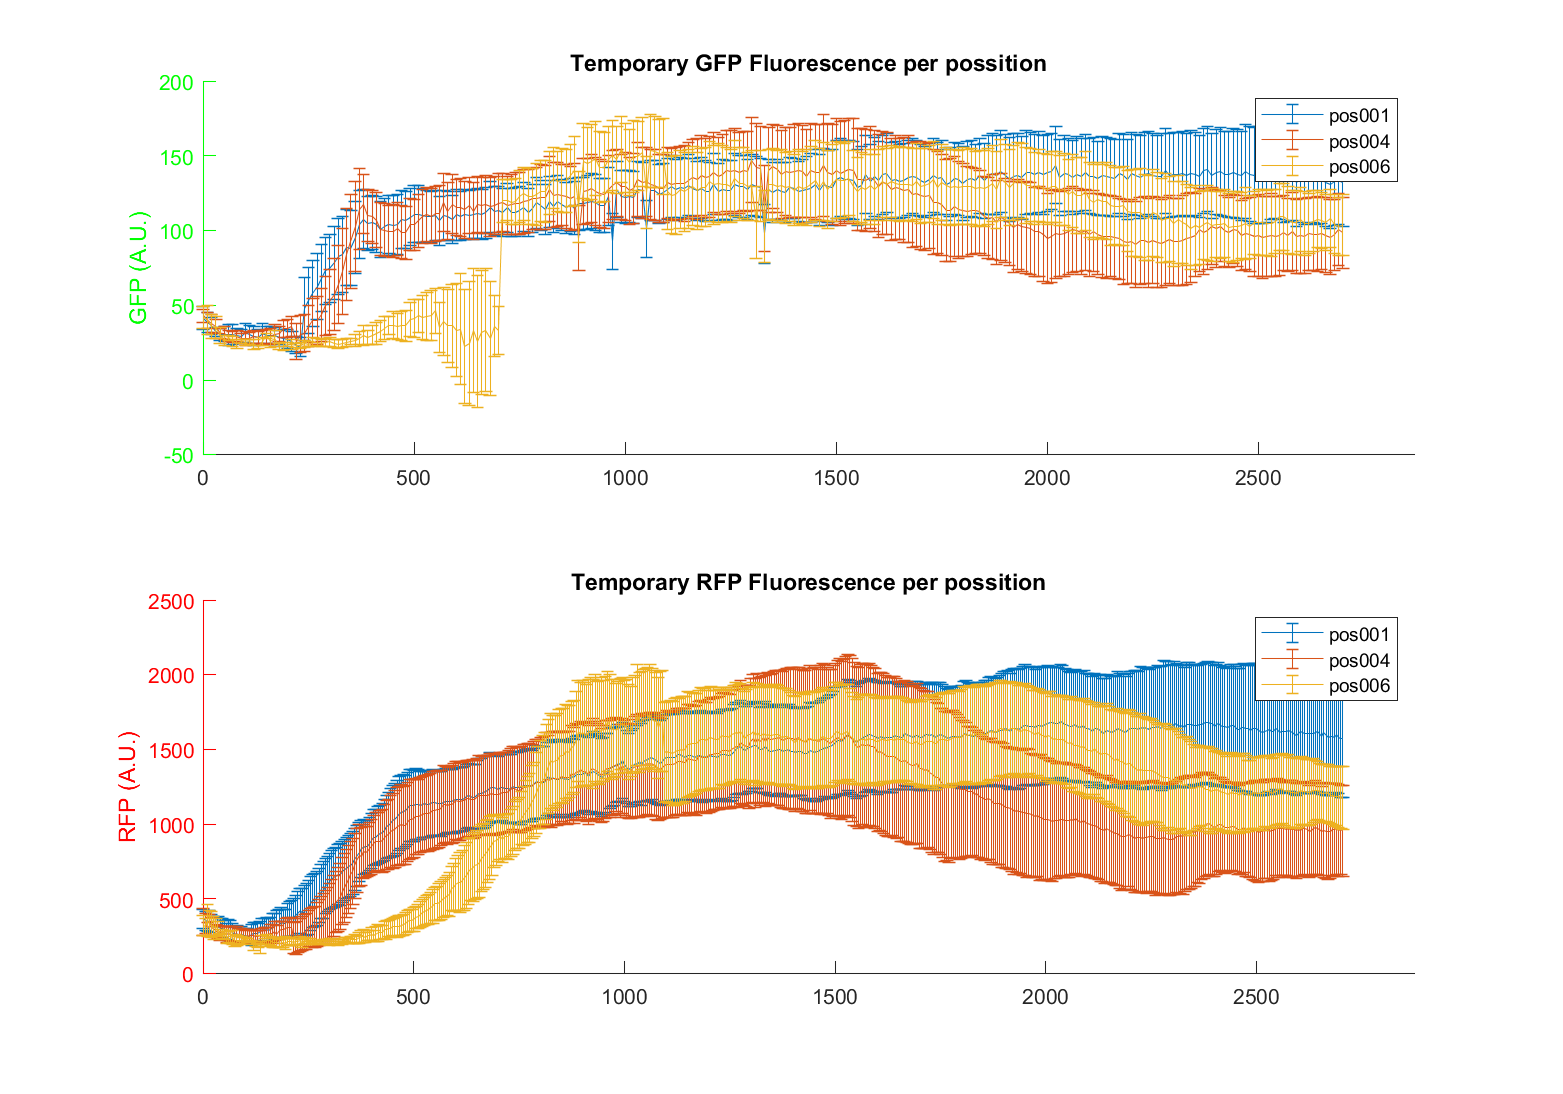 Temporary GFP Fluorescence per possition
200
150
100
50
0
-50
GFP (A.U.)
0 500 1000 1500 2000 2500
pos001
pos004
pos006
Temporary RFP Fluorescence per possition
2500
2000
1500
1000
500
0
RFP (A.U.)
0 500 1000 1500 2000 2500
pos001
pos004
pos006